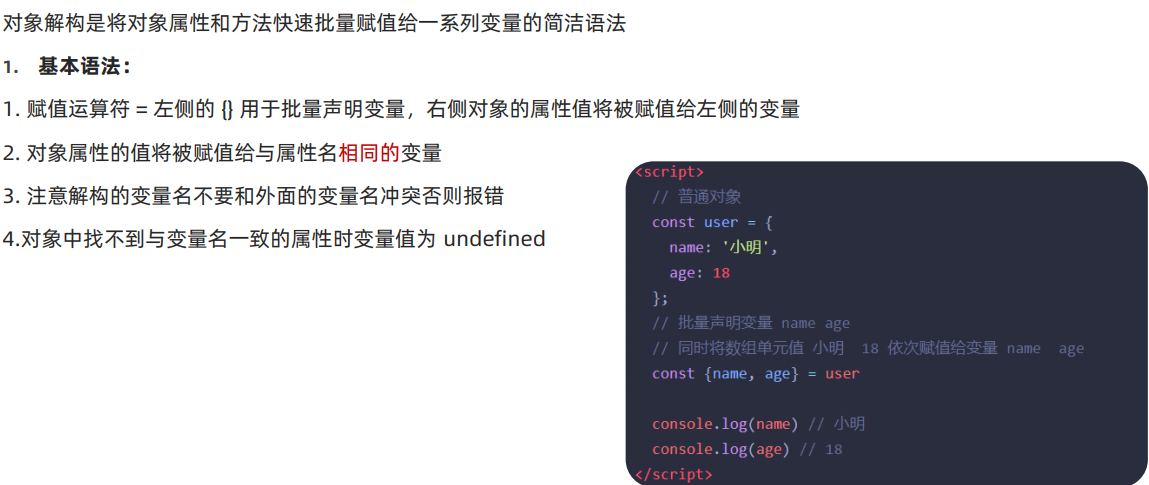 对象解构是将对象属性和方法快速批量赋值给一系列变量的简洁语法
1. 基本语法：
1. 赋值运算符 = 左侧的 {} 用于批量声明变量，右侧对象的属性值将被赋值给左侧的变量
2. 对象属性的值将被赋值给与属性名相同的变量
3. 注意解构的变量名不要和外面的变量名冲突否则报错
4.对象中找不到与变量名一致的属性时变量值为 undefined
<script>
// 普通对象
const user = {
name: '小明',
age: 18
};
// 批量声明变量 name age
// 同时将数组单元值 小明  18 依次赋值给变量 name  age
const {name, age} = user
console.log(name) // 小明
console.log(age) // 18
</script>